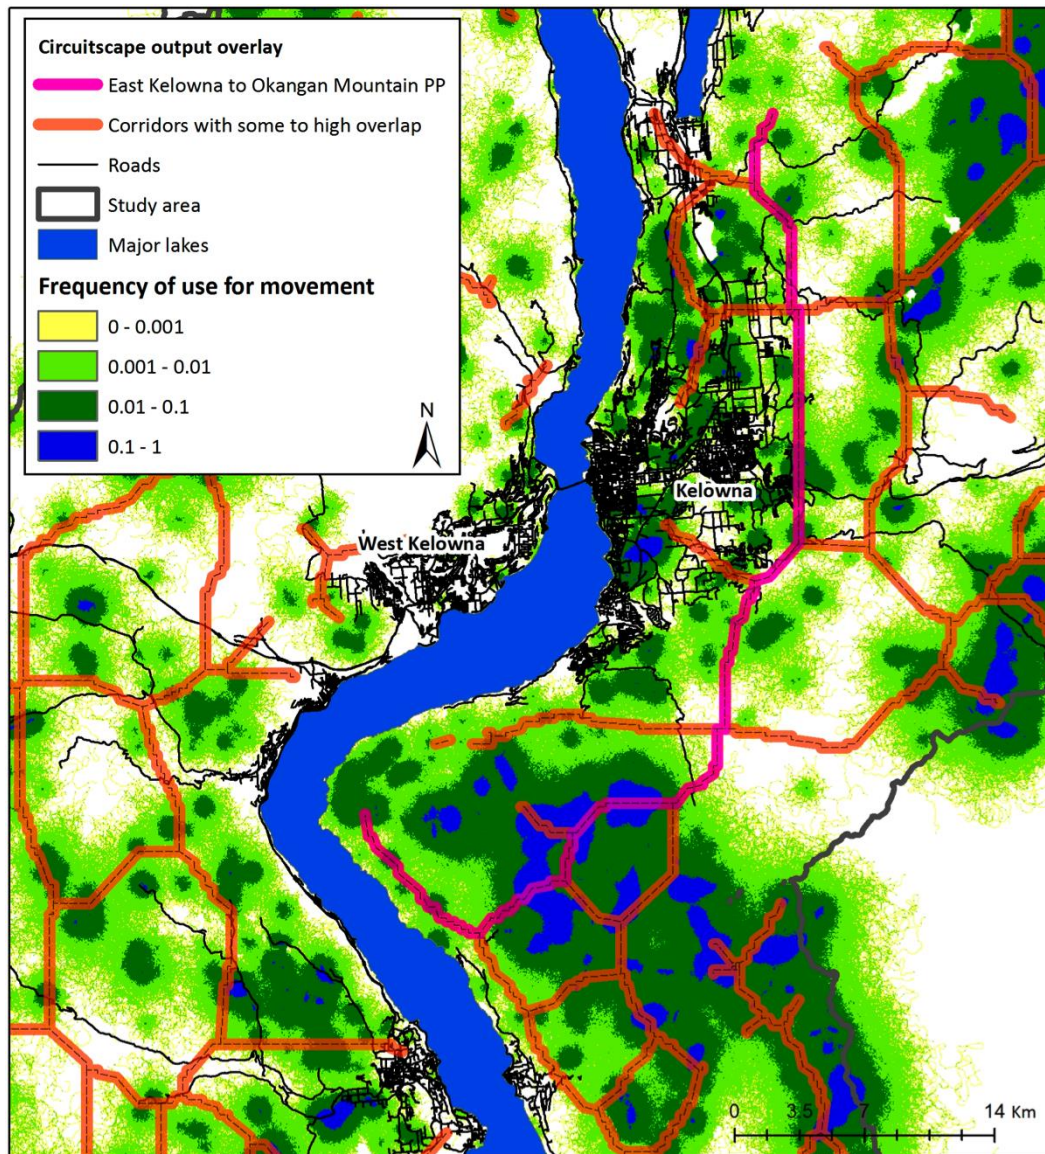 Circuitscape output overlay
East Kelowna to Okangan Mountain PP
Corridors with some to high overlap
Roads
Study area
Major lakes
Frequency of use for movement
0 - 0.001
0.001 - 0.01
0.01 - 0.1
0.1 - 1
N
Kelowna
West Kelowna
0 3.5 7 14 Km